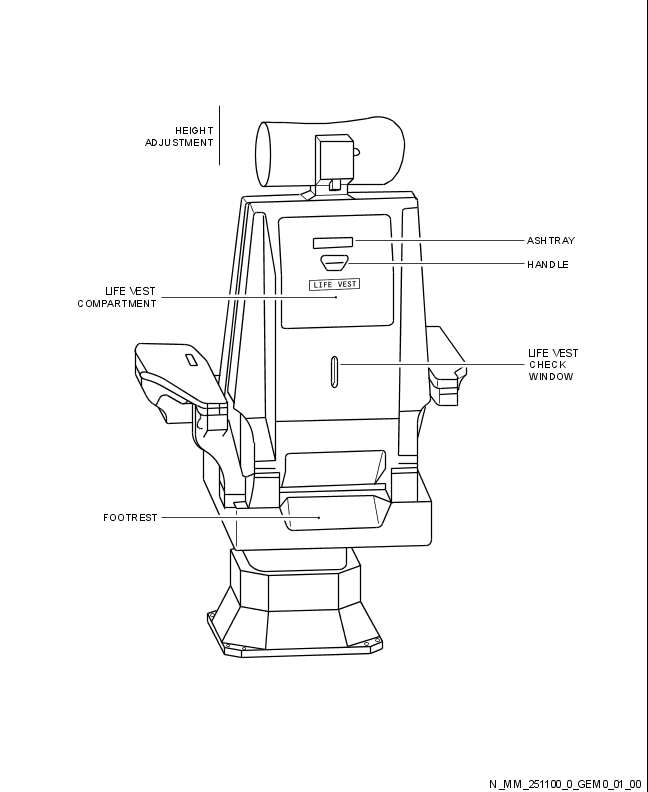 HEIGHT
ADJUSTMENT
ASHTRAY
HANDLE
LIFE VEST
LIFE VEST
COMPARTMENT
LIFE VEST
CHECK
WINDOW
FOOTREST
N_MM_251100_0_GEM0_01_00